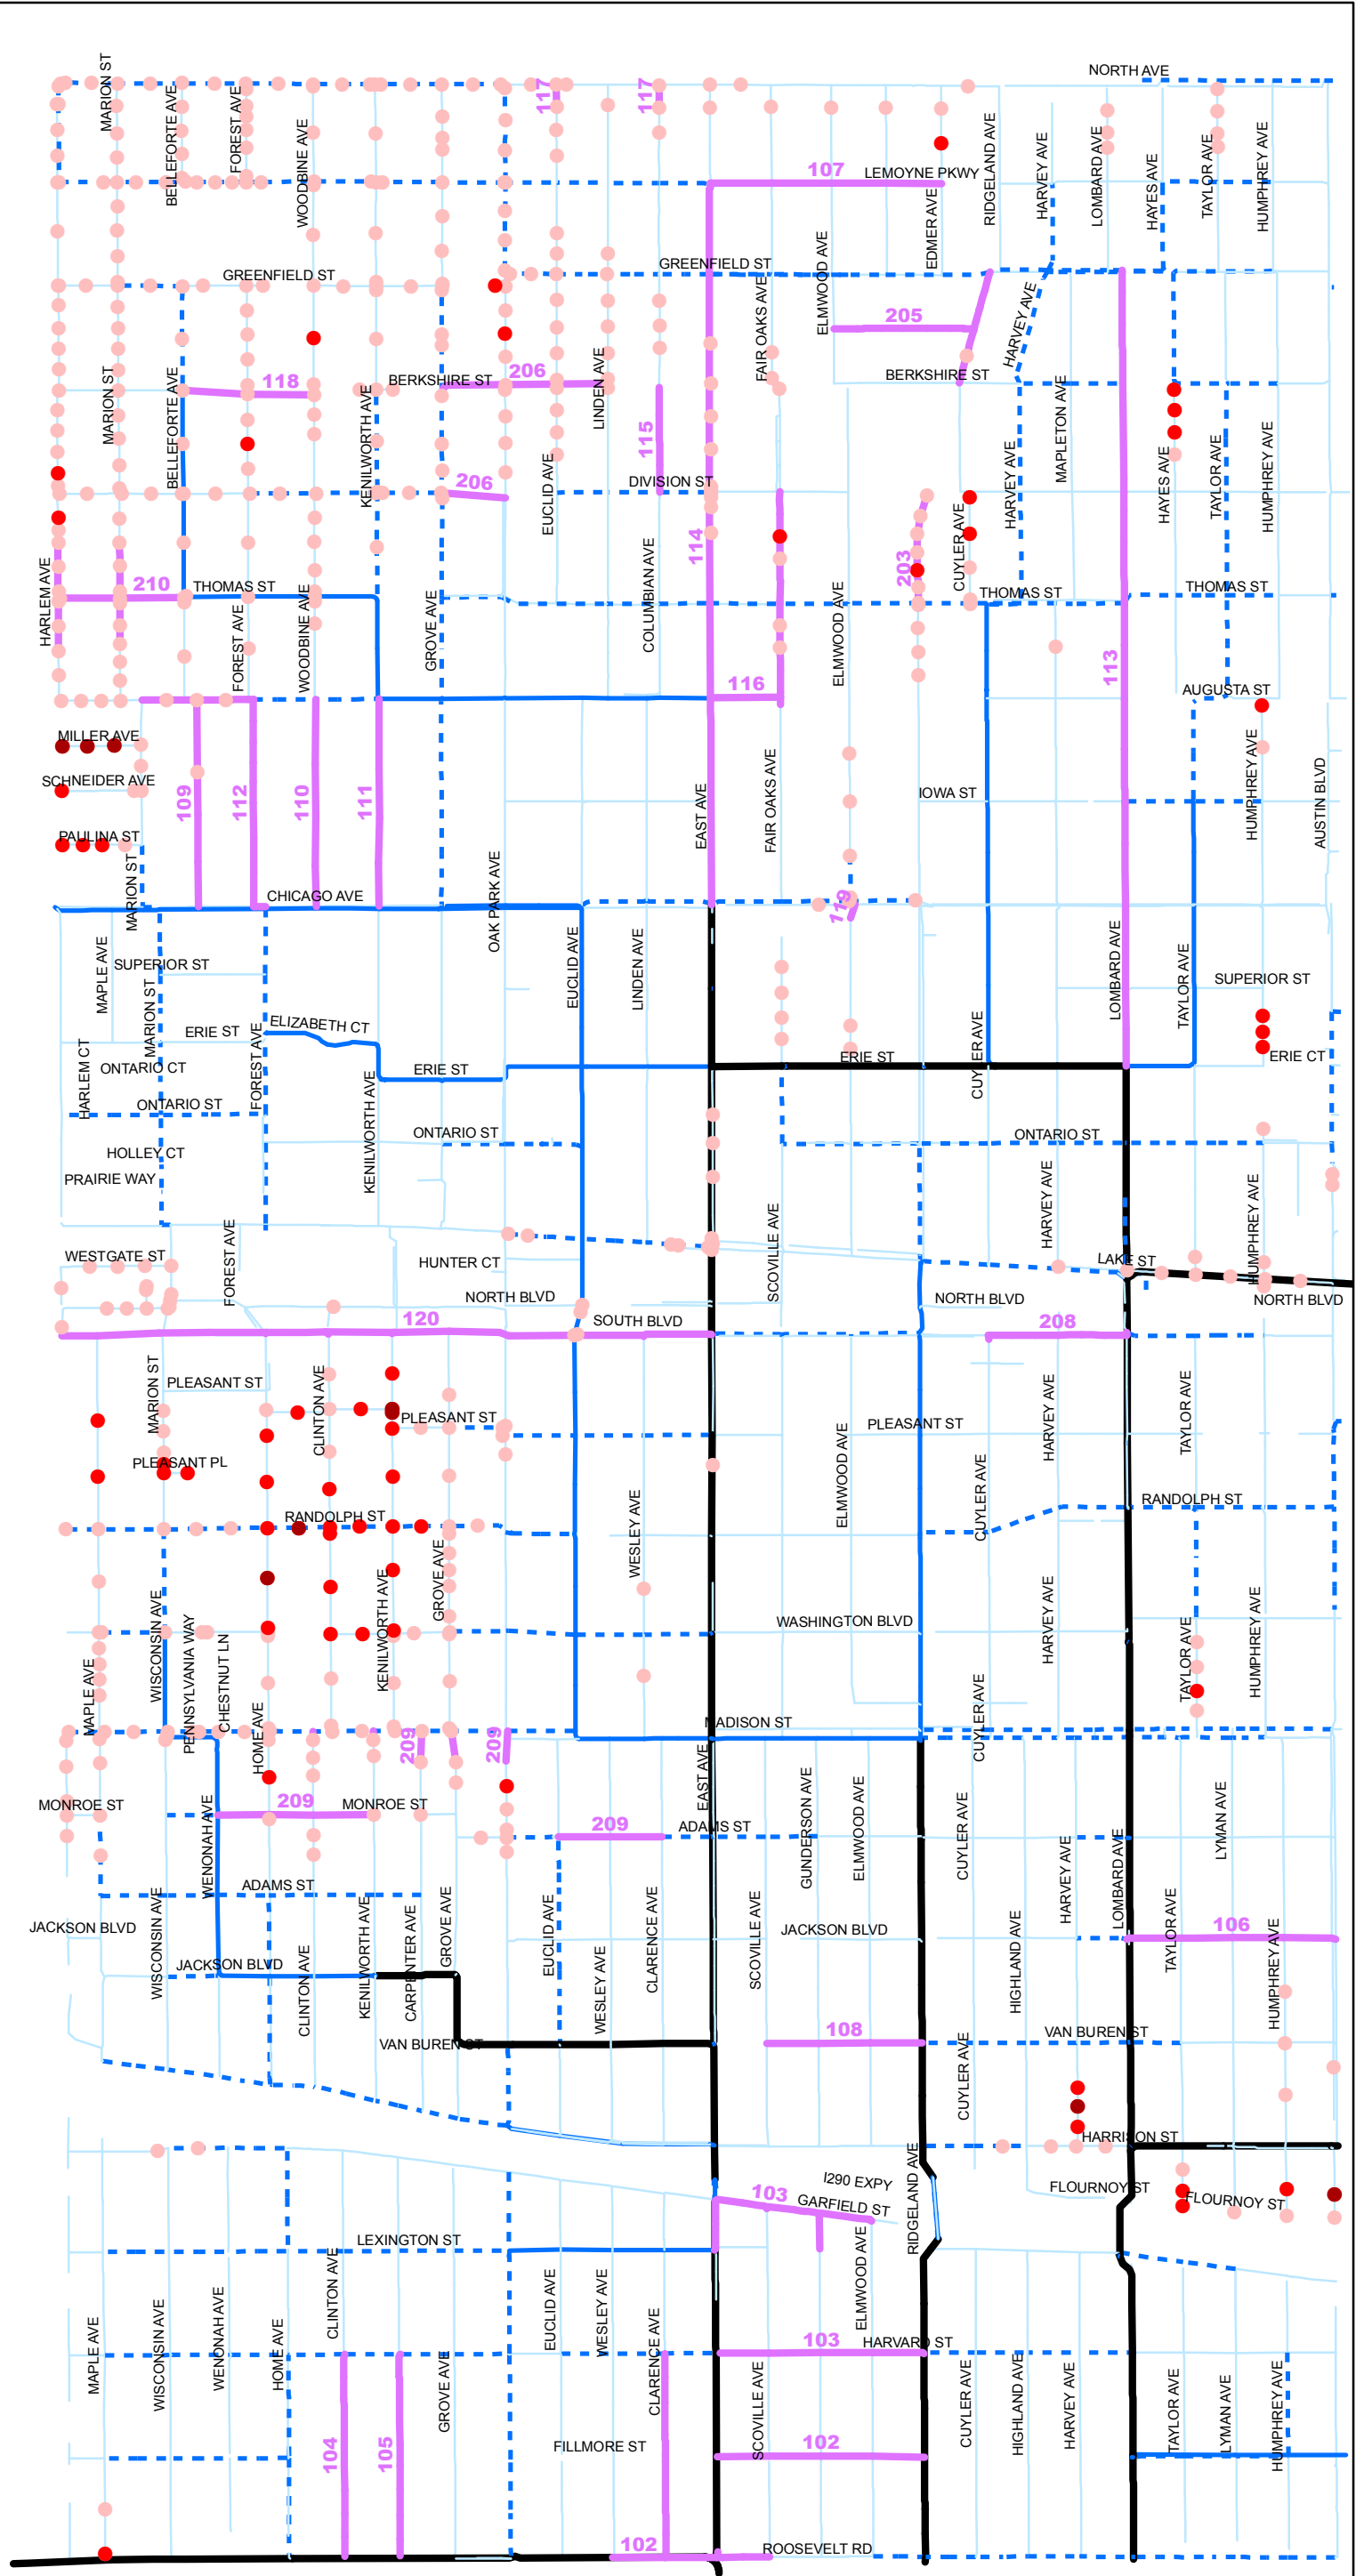 NORTH AVE
MARION ST
BELLEFORTE AVE
FOREST AVE
WOODBINE AVE
117
117
107
LEMOYNE PKWY
EDMER AVE
RIDGELAND AVE
HARVEY AVE
LOMBARD AVE
HAYES AVE
TAYLOR AVE
HUMPHREY AVE
GREENFIELD ST
GREENFIELD ST
ELMWOOD AVE
FAIR OAKS AVE
205
HARVEY AVE
BERKSHIRE ST
206
BERKSHIRE ST
118
MARION ST
BELLEFORTE AVE
KENILWORTH AVE
LINDEN AVE
115
MAPLETON AVE
206
EUCLID AVE
DIVISION ST
114
HARVEY AVE
HAYES AVE
TAYLOR AVE
HUMPHREY AVE
CUYLER AVE
203
HARLEM AVE
210
THOMAS ST
THOMAS ST
THOMAS ST
FOREST AVE
WOODBINE AVE
GROVE AVE
COLUMBIAN AVE
ELMWOOD AVE
113
116
AUGUSTA ST
MILLER AVE
SCHNEIDER AVE
109
112
110
111
EAST AVE
FAIR OAKS AVE
IOWA ST
HUMPHREY AVE
AUSTIN BLVD
PAULINA ST
MARION ST
CHICAGO AVE
OAK PARK AVE
119
MAPLE AVE
SUPERIOR ST
EUCLID AVE
LINDEN AVE
LOMBARD AVE
TAYLOR AVE
SUPERIOR ST
MARION ST
ERIE ST
ELIZABETH CT
FOREST AVE
HARLEM CT
ONTARIO CT
ERIE ST
ERIE ST
CUYLER AVE
ERIE CT
ONTARIO ST
KENILWORTH AVE
ONTARIO ST
ONTARIO ST
HOLLEY CT
PRAIRIE WAY
WESTGATE ST
FOREST AVE
HUNTER CT
SCOVILLE AVE
HARVEY AVE
HUMPHREY AVE
LAKE ST
NORTH BLVD
NORTH BLVD
NORTH BLVD
120
SOUTH BLVD
208
MARION ST
PLEASANT ST
CLINTON AVE
PLEASANT ST
PLEASANT PL
PLEASANT ST
ELMWOOD AVE
CUYLER AVE
HARVEY AVE
TAYLOR AVE
RANDOLPH ST
RANDOLPH ST
WESLEY AVE
GROVE AVE
KENILWORTH AVE
WISCONSIN AVE
PENNSYLVANIA WAY
CHESTNUT LN
MAPLE AVE
HOME AVE
WASHINGTON BLVD
HARVEY AVE
TAYLOR AVE
HUMPHREY AVE
MADISON ST
CUYLER AVE
209
209
EAST AVE
MONROE ST
209
MONROE ST
WENONAH AVE
209
ADAMS ST
GUNDERSON AVE
ELMWOOD AVE
CUYLER AVE
HARVEY AVE
LOMBARD AVE
LYMAN AVE
ADAMS ST
JACKSON BLVD
WISCONSIN AVE
JACKSON BLVD
CLINTON AVE
KENILWORTH AVE
CARPENTER AVE
GROVE AVE
EUCLID AVE
WESLEY AVE
CLARENCE AVE
SCOVILLE AVE
JACKSON BLVD
HIGHLAND AVE
TAYLOR AVE
106
HUMPHREY AVE
VAN BUREN ST
108
VAN BUREN ST
CUYLER AVE
HARRISON ST
I290 EXPY
103
GARFIELD ST
RIDGELAND AVE
FLOURNOY ST
FLOURNOY ST
LEXINGTON ST
CLINTON AVE
ELMWOOD AVE
103
HARVARD ST
MAPLE AVE
WISCONSIN AVE
WENONAH AVE
HOME AVE
GROVE AVE
EUCLID AVE
WESLEY AVE
CLARENCE AVE
SCOVILLE AVE
CUYLER AVE
HIGHLAND AVE
HARVEY AVE
TAYLOR AVE
LYMAN AVE
HUMPHREY AVE
104
105
FILLMORE ST
102
102
ROOSEVELT RD